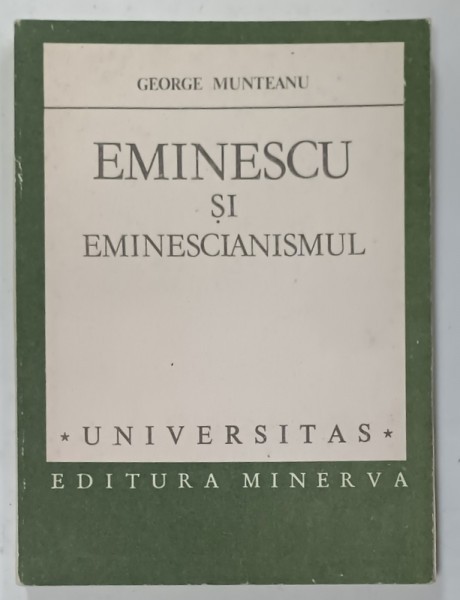 GEORGE MUNTEANU
EMINESCU
ȘI
EMINESCIANISMUL
* UNIVERSITAS *
EDITURA MINERVA